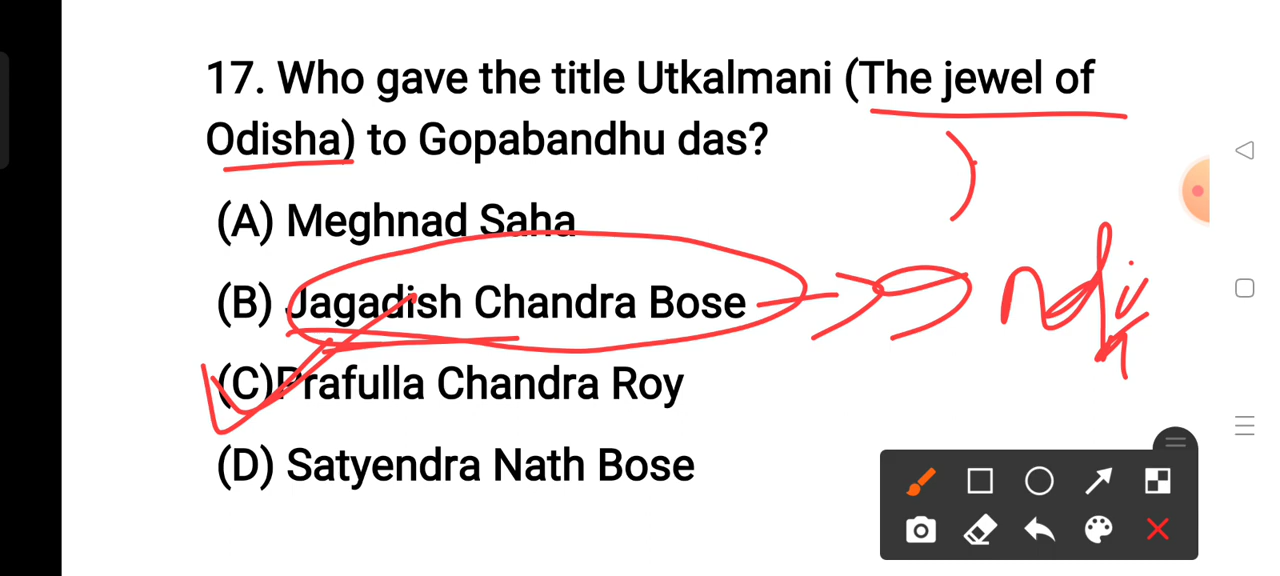 17. Who gave the title Utkalmani (The jewel of
Odisha) to Gopabandhu das?
(A) Meghnad Saha
(B) Jagadish Chandra Bose
(C)Prafulla Chandra Roy
(D) Satyendra Nath Bose